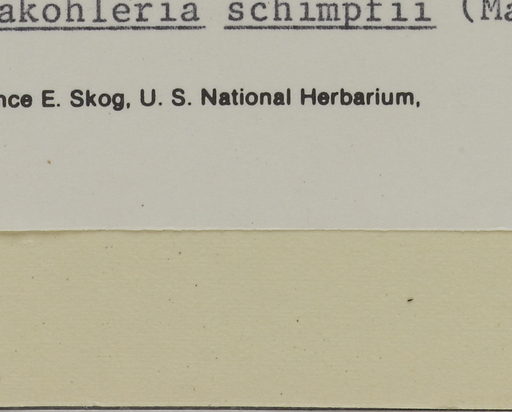 akohleria schimpfii (Ma
nce E. Skog, U. S. National Herbarium,